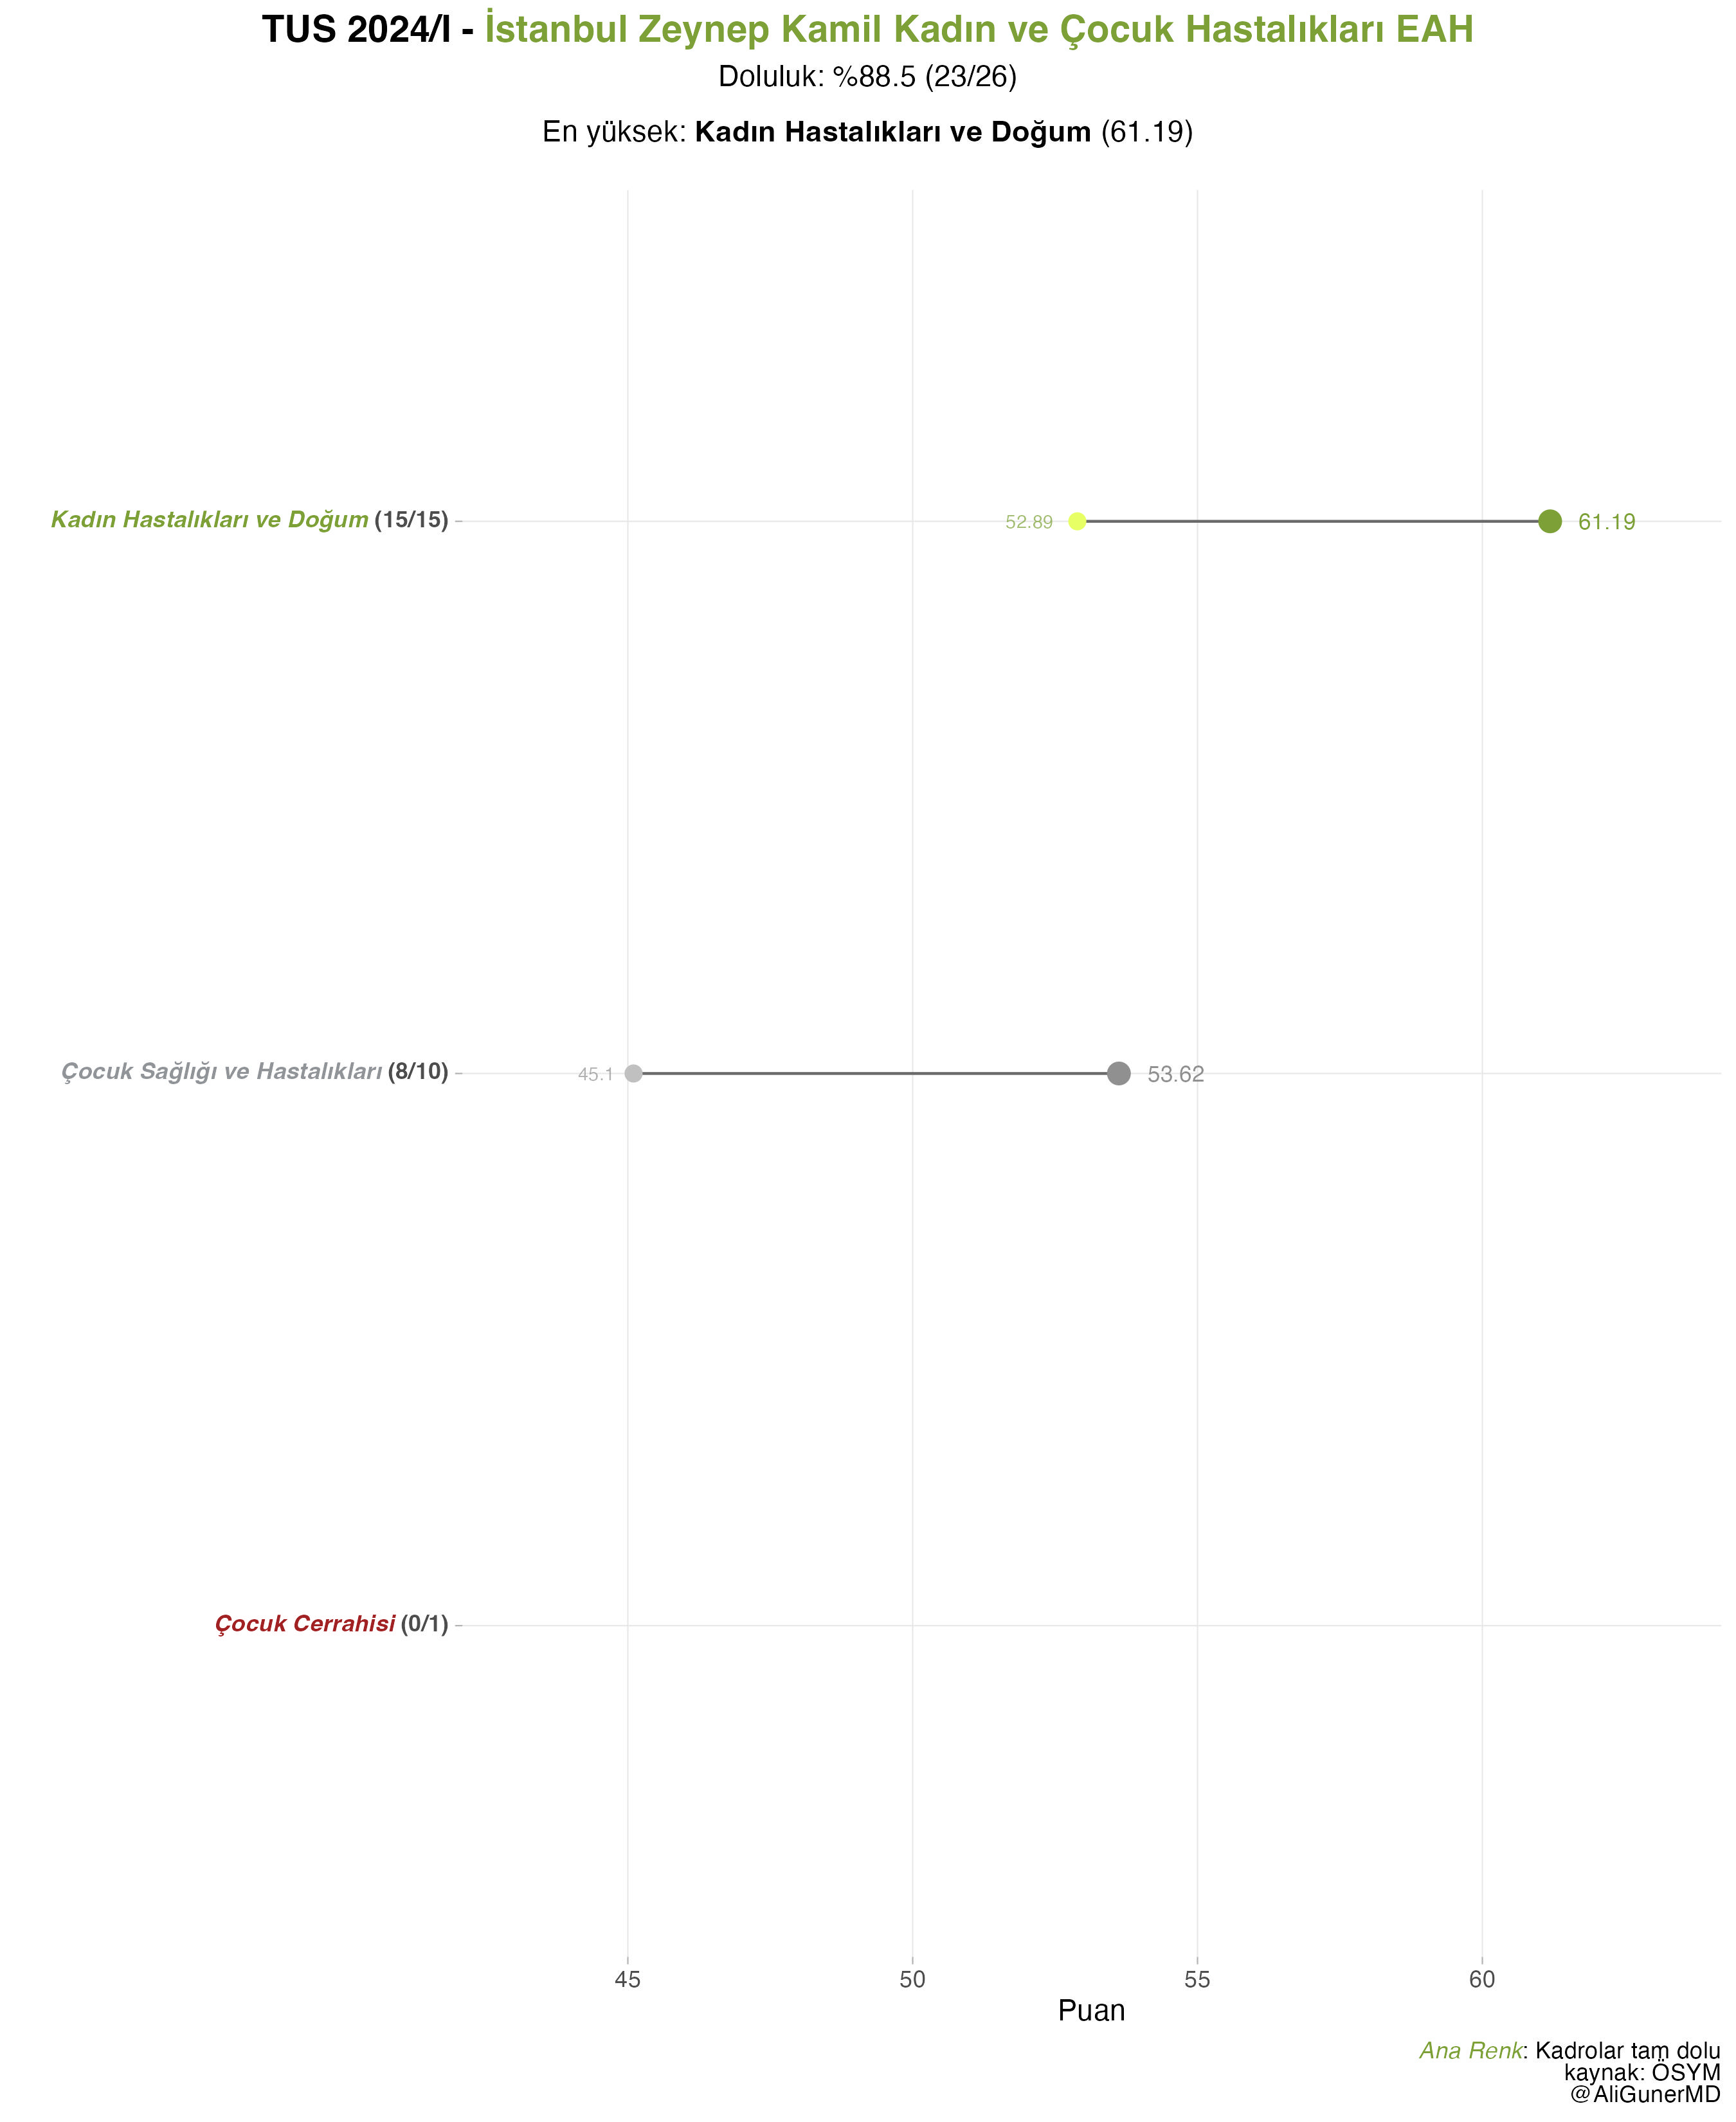 TUS 2024/I - İstanbul Zeynep Kamil Kadın ve Çocuk Hastalıkları EAH
Doluluk: %88.5 (23/26)
En yüksek: Kadın Hastalıkları ve Doğum (61.19)
Kadın Hastalıkları ve Doğum (15/15)
52.89
61.19
Çocuk Sağlığı ve Hastalıkları (8/10)
45.1
53.62
Çocuk Cerrahisi (0/1)
45
50
55
60
Puan
Ana Renk: Kadrolar tam dolu
kaynak: ÖSYM
@AliGunerMD